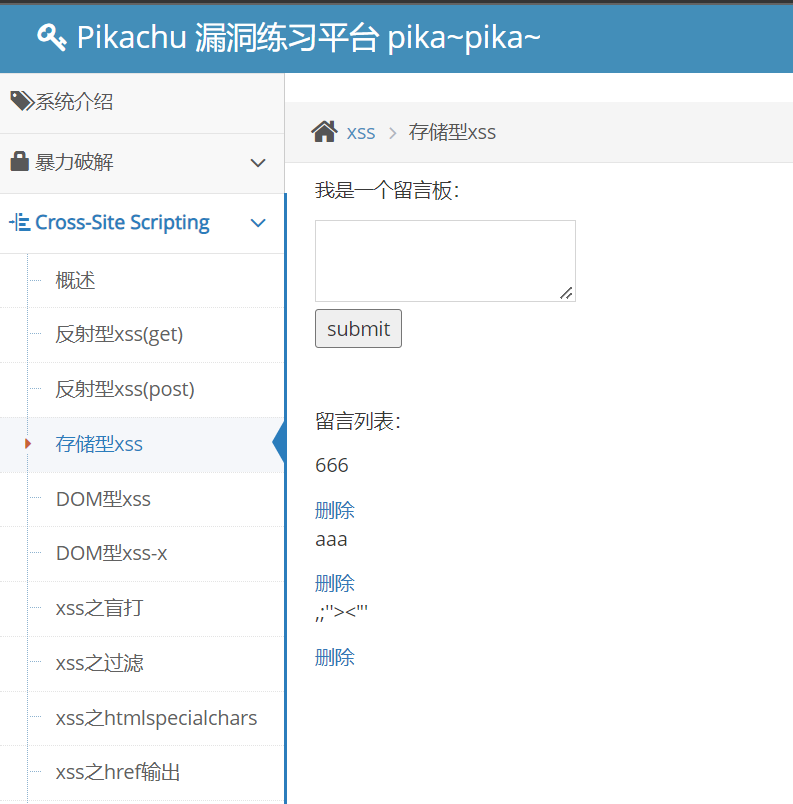 Pikachu 漏洞练习平台 pika~pika~
系统介绍
暴力破解
Cross-Site Scripting
概述
反射型xss(get)
反射型xss(post)
存储型xss
DOM型xss
DOM型xss-x
xss之盲打
xss之过滤
xss之htmlspecialchars
xss之href输出
xss > 存储型xss
我是一个留言板：
submit
留言列表：
666
删除
aaa
删除
,;'"><"'
删除